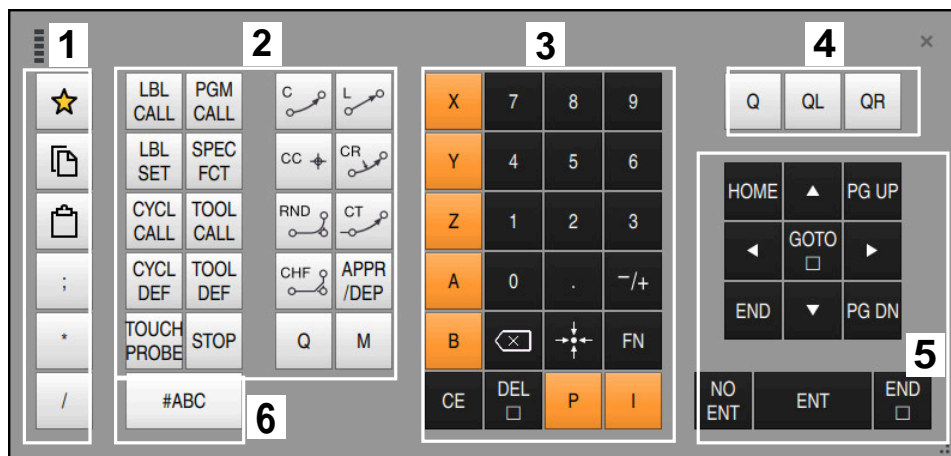 1
2
3
4
LBL CALL
PGM CALL
C
L
X
7
8
9
Q
QL
QR
LBL SET
SPEC FCT
CC
CR
Y
4
5
6
HOME
PG UP
CYCL CALL
TOOL CALL
RND
CT
Z
1
2
3
GOTO
;
CYCL DEF
TOOL DEF
CHF
APPR /DEP
A
0
.
-/+
END
PG DN
*
TOUCH PROBE
STOP
Q
M
B
FN
5
/
#ABC
6
CE
DEL
P
I
NO ENT
ENT
END